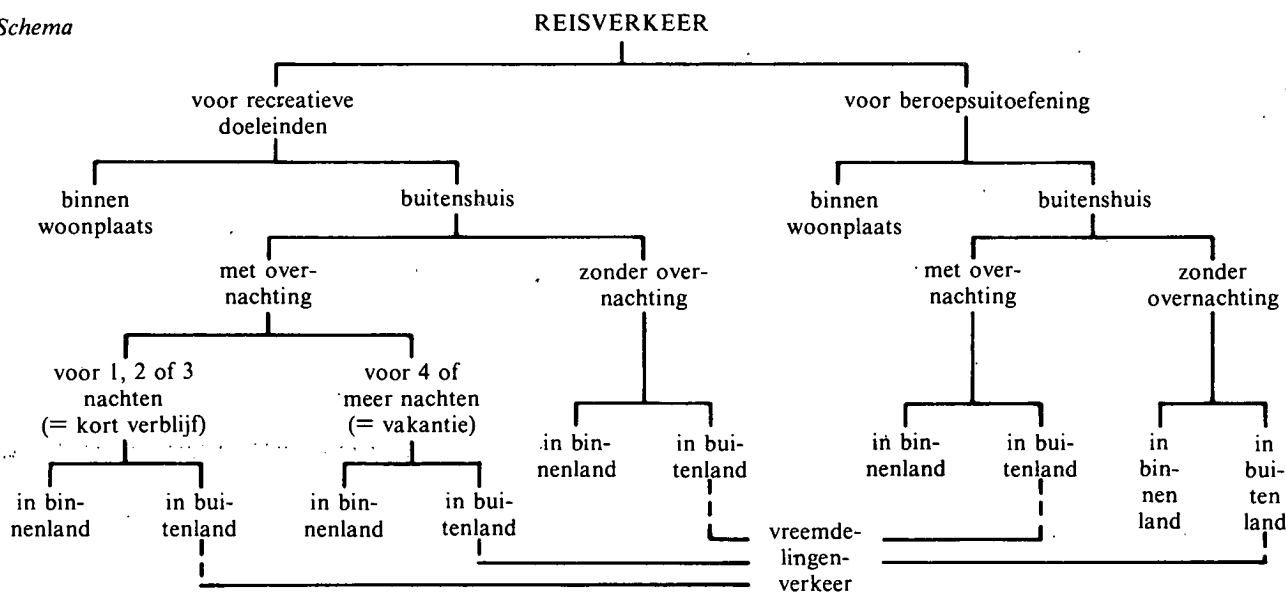 Schema
REISVERKEER
voor recreatieve
doeleinden
voor beroepsuitoefening
binnen
woonplaats
buitenshuis
binnen
woonplaats
buitenshuis
met over-
nachting
zonder over-
nachting
met over-
nachting
zonder
overnachting
voor 1, 2 of 3
nachten
(= kort verblijf)
voor 4 of
meer nachten
(= vakantie)
in bin-
nenland
in bui-
tenland
in bin-
nenland
in bui-
tenland
in
bin-
nen
land
in
bui-
ten
land
in bin-
nenland
in bui-
tenland
in bin-
nenland
in bui-
tenland
vreemde-
lingen-
verkeer